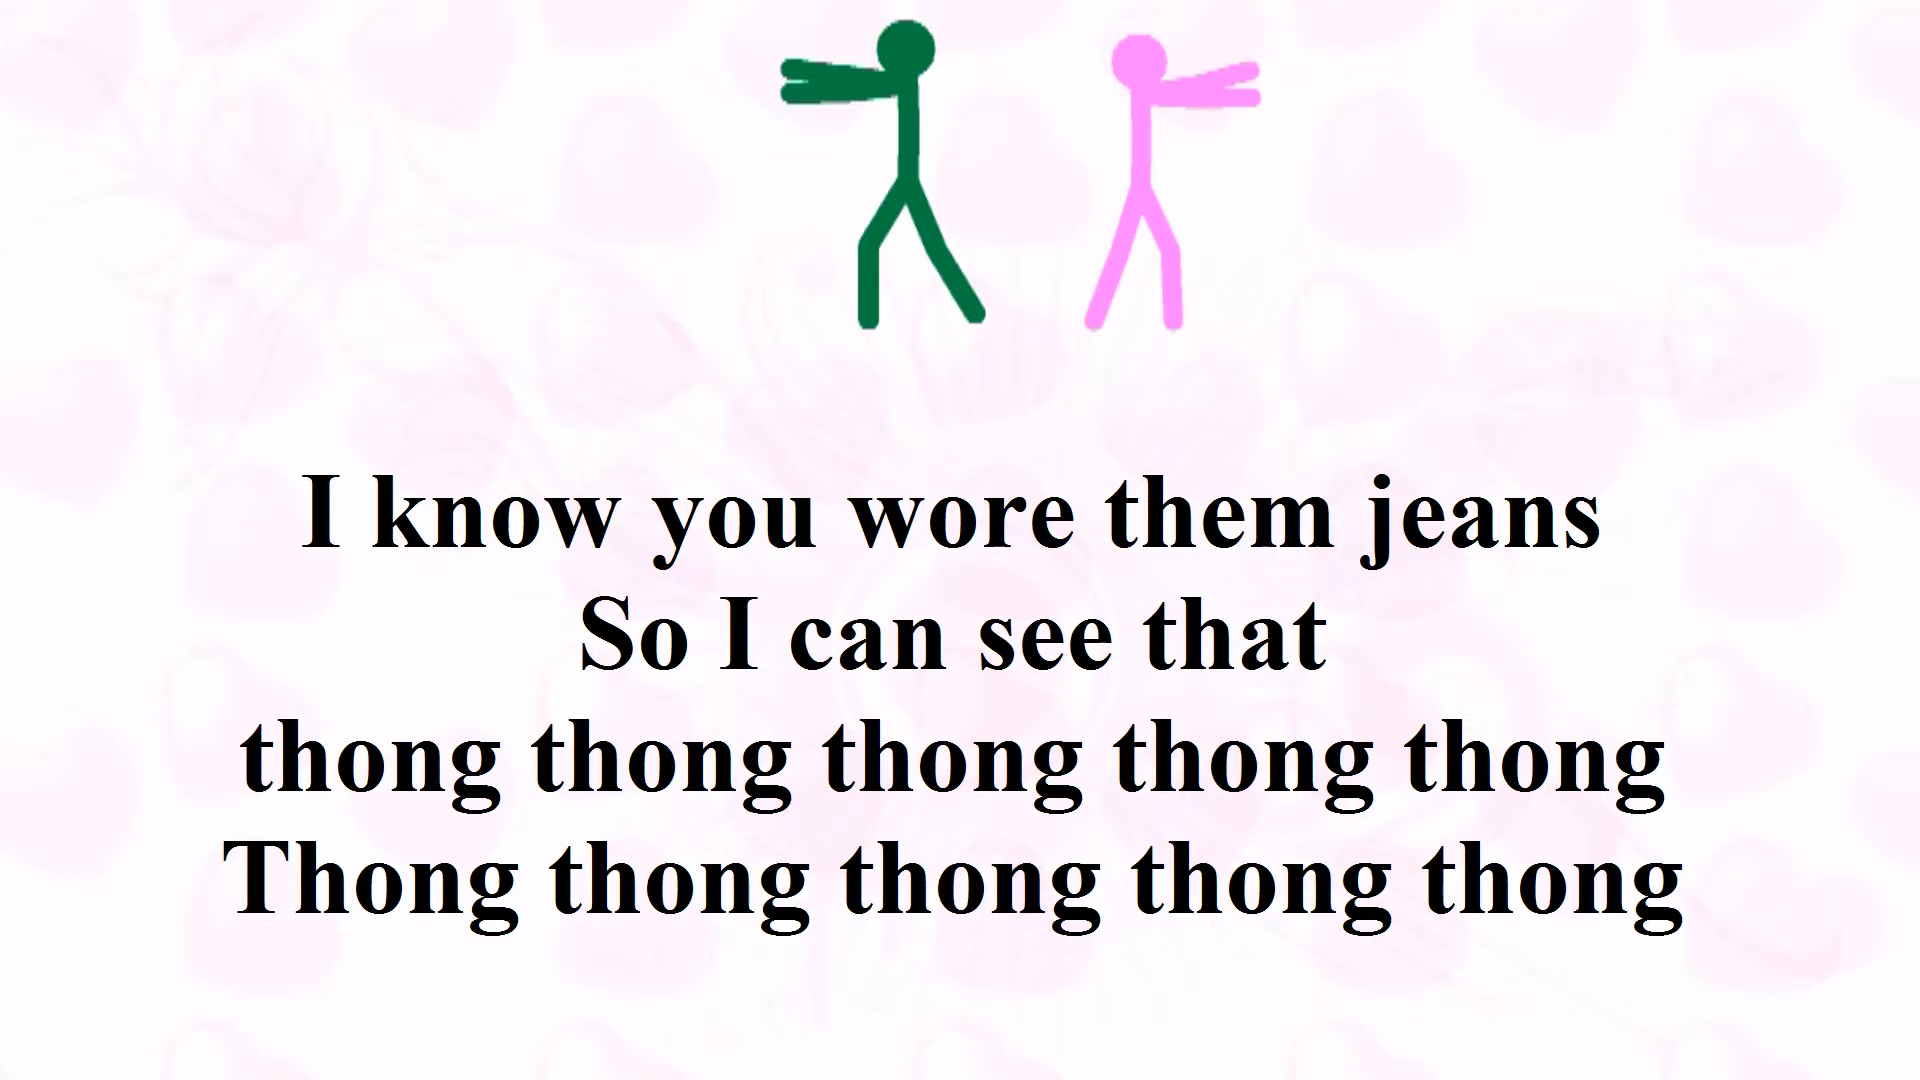 I know you wore them jeans
So I can see that
thong thong thong thong thong
Thong thong thong thong thong